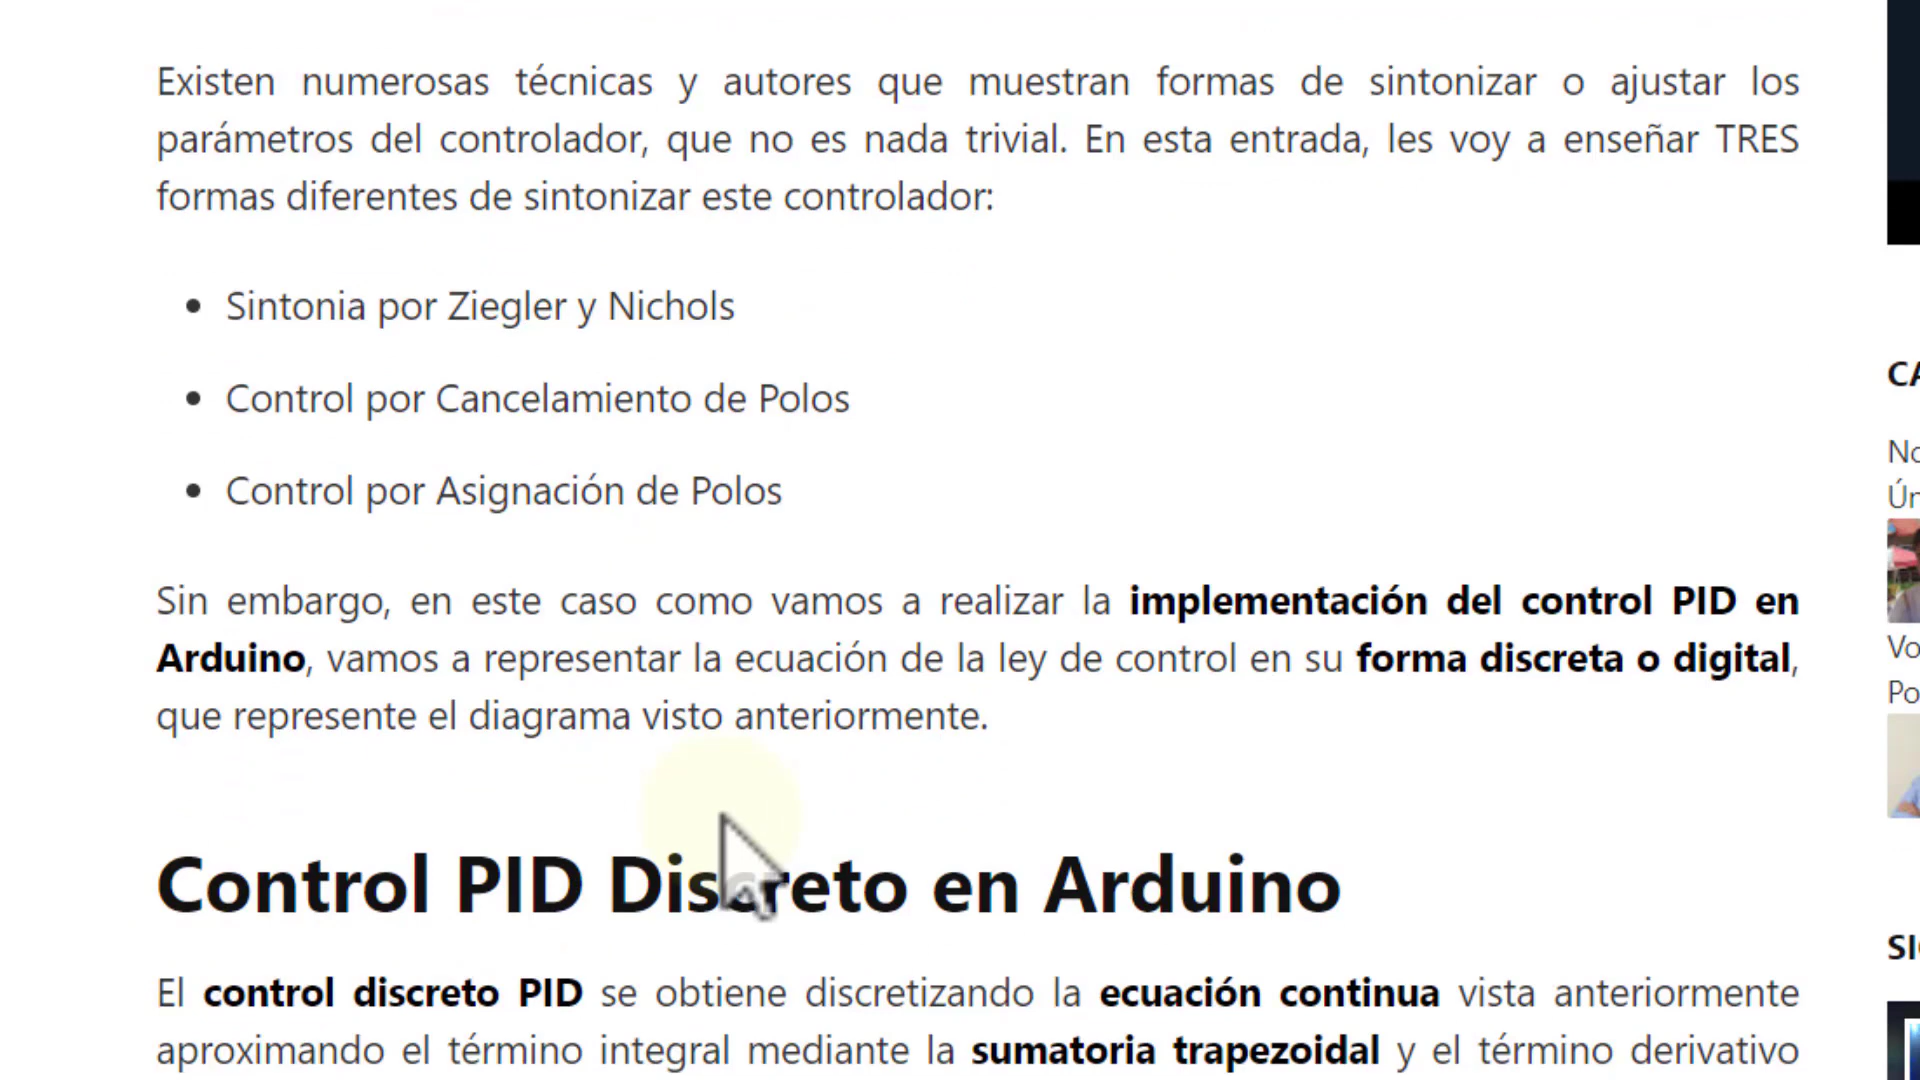 Existen numerosas técnicas y autores que muestran formas de sintonizar o ajustar los
parámetros del controlador, que no es nada trivial. En esta entrada, les voy a enseñar TRES
formas diferentes de sintonizar este controlador:
• Sintonia por Ziegler y Nichols
• Control por Cancelamiento de Polos
• Control por Asignación de Polos
Sin embargo, en este caso como vamos a realizar la implementación del control PID en
Arduino, vamos a representar la ecuación de la ley de control en su forma discreta o digital,
que represente el diagrama visto anteriormente.
Control PID Discreto en Arduino
El control discreto PID se obtiene discretizando la ecuación continua vista anteriormente
aproximando el término integral mediante la sumatoria trapezoidal y el término derivativo